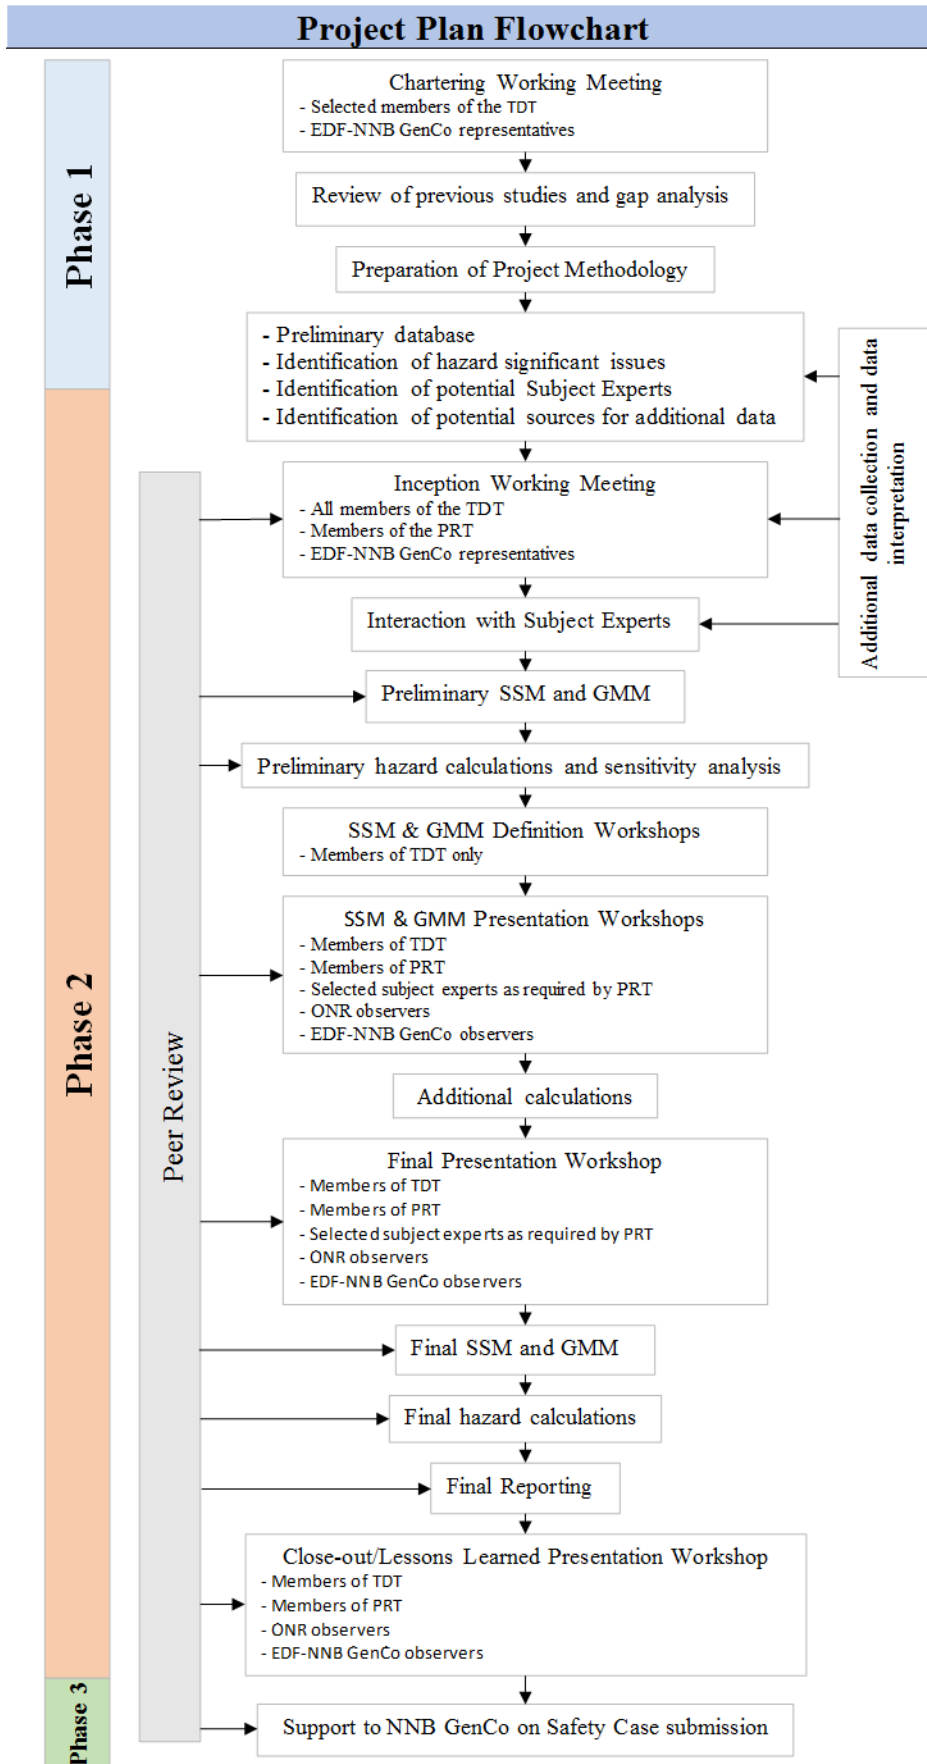 Project Plan Flowchart
Phase 1
Chartering Working Meeting
- Selected members of the TDT
- EDF-NNB GenCo representatives
Review of previous studies and gap analysis
Preparation of Project Methodology
- Preliminary database
- Identification of hazard significant issues
- Identification of potential Subject Experts
- Identification of potential sources for additional data
Additional data collection and data
interpretation
Phase 2
Peer Review
Inception Working Meeting
- All members of the TDT
- Members of the PRT
- EDF-NNB GenCo representatives
Interaction with Subject Experts
Preliminary SSM and GMM
Preliminary hazard calculations and sensitivity analysis
SSM & GMM Definition Workshops
- Members of TDT only
SSM & GMM Presentation Workshops
- Members of TDT
- Members of PRT
- Selected subject experts as required by PRT
- ONR observers
- EDF-NNB GenCo observers
Additional calculations
Final Presentation Workshop
- Members of TDT
- Members of PRT
- Selected subject experts as required by PRT
- ONR observers
- EDF-NNB GenCo observers
Final SSM and GMM
Final hazard calculations
Final Reporting
Close-out/Lessons Learned Presentation Workshop
- Members of TDT
- Members of PRT
- ONR observers
- EDF-NNB GenCo observers
Phase 3
Support to NNB GenCo on Safety Case submission